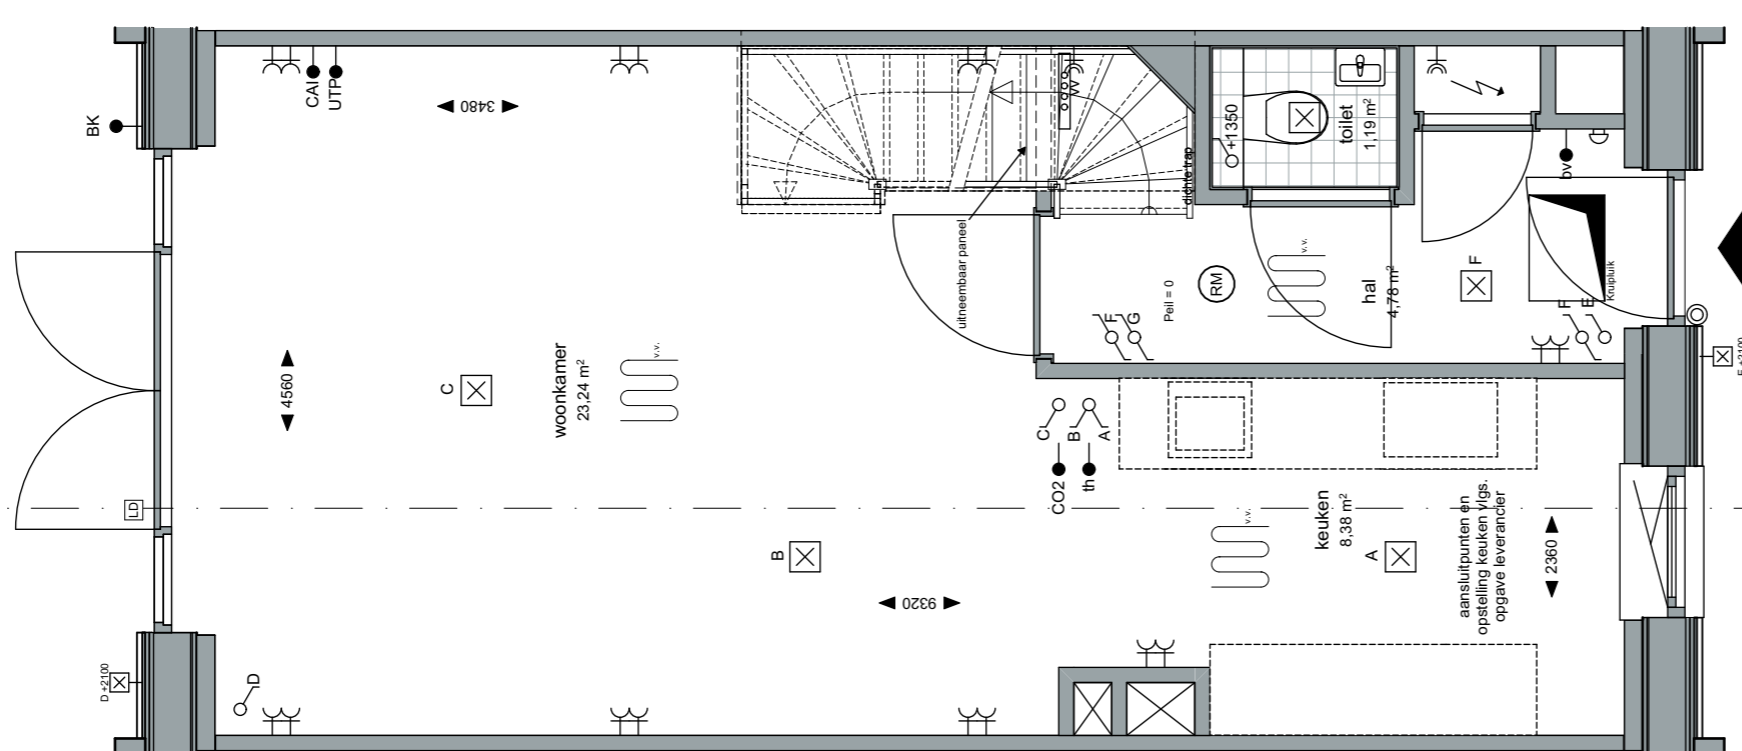 BK
CAI
UTP
3480
VV
+1350
toilet
1,19 m²
dichte trap
uitneembaar paneel
bv
Peil = 0
RM
v.v.
hal
4,78 m²
F
Kruipluik
F
G
F
E
E +2100
4560
C
woonkamer
23,24 m²
v.v.
C
B
A
CO2
th
LD
B
9320
v.v.
keuken
8,38 m²
A
aansluitpunten en
opstelling keuken vlgs.
opgave leverancier
2360
D +2100
D